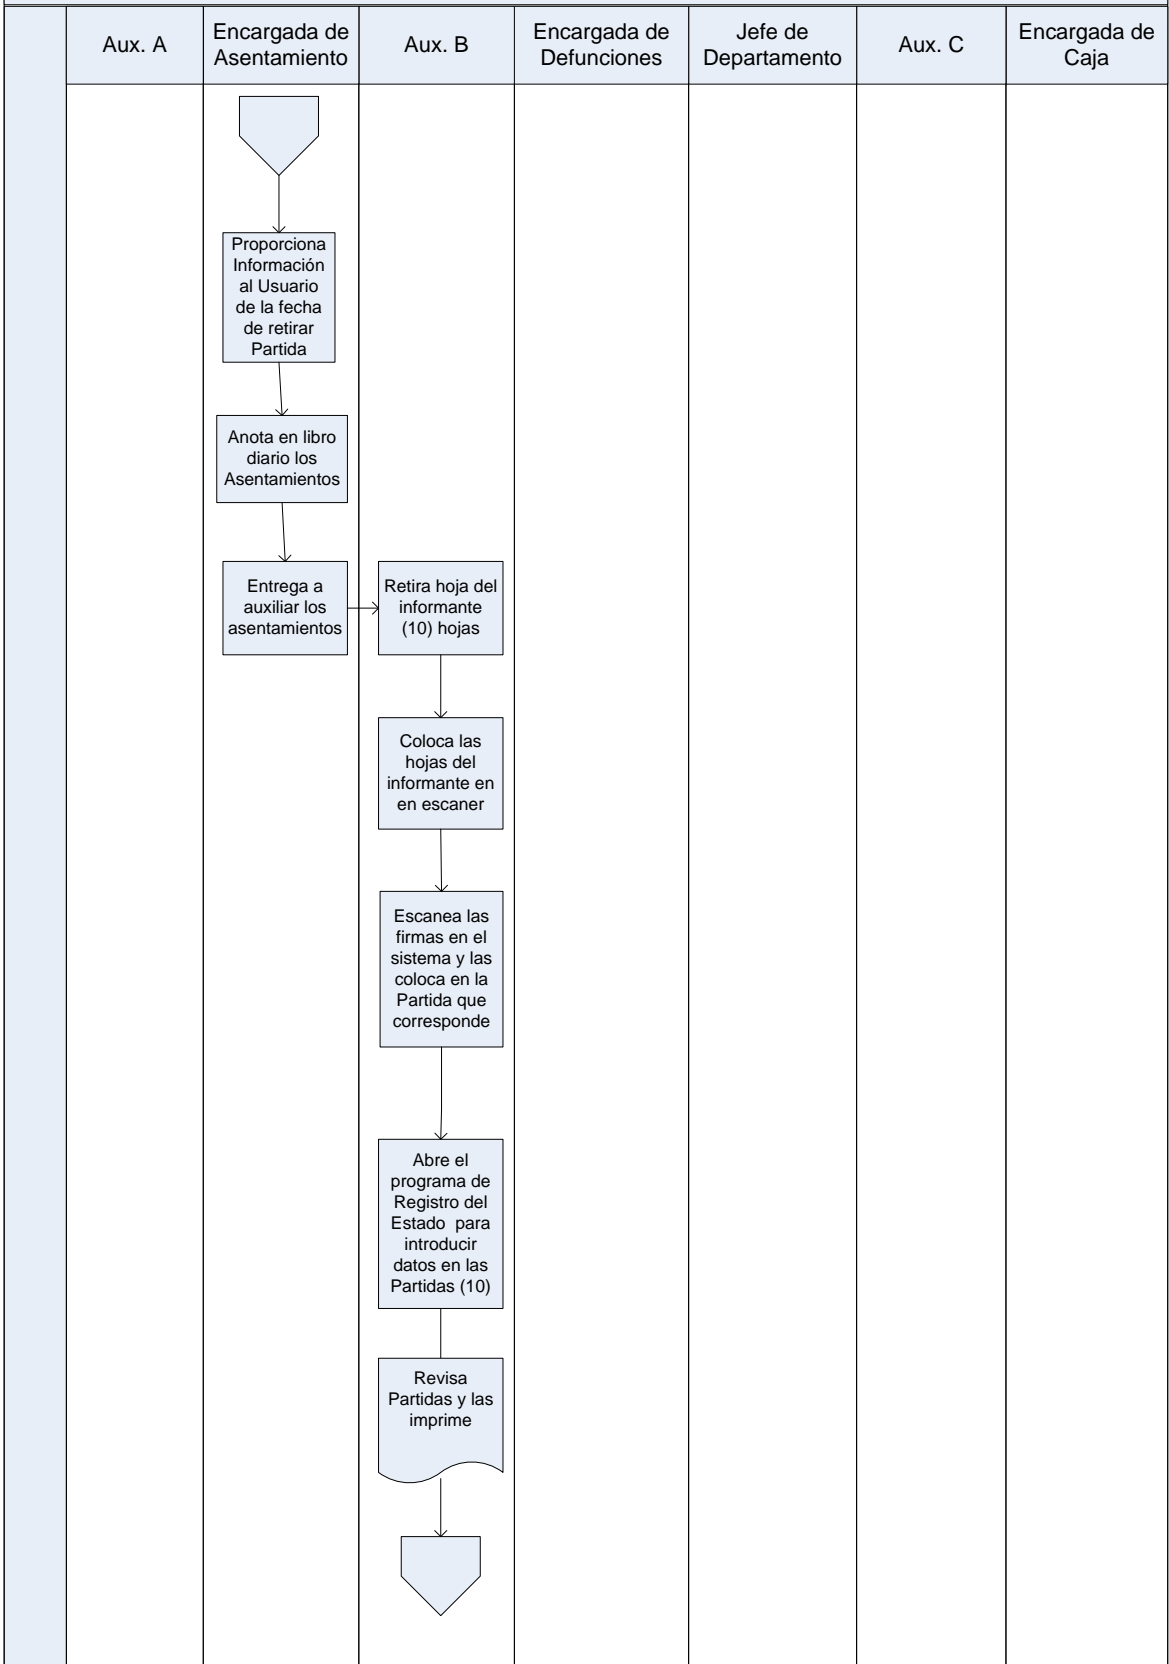 Aux. A
Encargada de
Asentamiento
Aux. B
Encargada de
Defunciones
Jefe de
Departamento
Aux. C
Encargada de
Caja
Proporciona
Información
al Usuario
de la fecha
de retirar
Partida
Anota en libro
diario los
Asentamientos
Entrega a
auxiliar los
asentamientos
Retira hoja del
informante
(10) hojas
Coloca las
hojas del
informante en
en escaner
Escanea las
firmas en el
sistema y las
coloca en la
Partida que
corresponde
Abre el
programa de
Registro del
Estado  para
introducir
datos en las
Partidas (10)
Revisa
Partidas y las
imprime